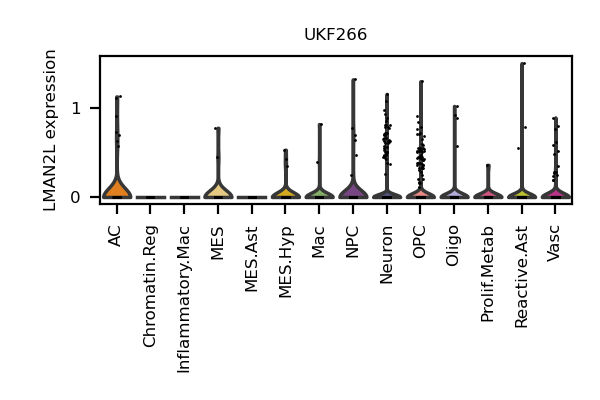 UKF266
LMAN2L expression
1
0
AC
Chromatin.Reg
Inflammatory.Mac
MES
MES.Ast
MES.Hyp
Mac
NPC
Neuron
OPC
Oligo
Prolif.Metab
Reactive.Ast
Vasc